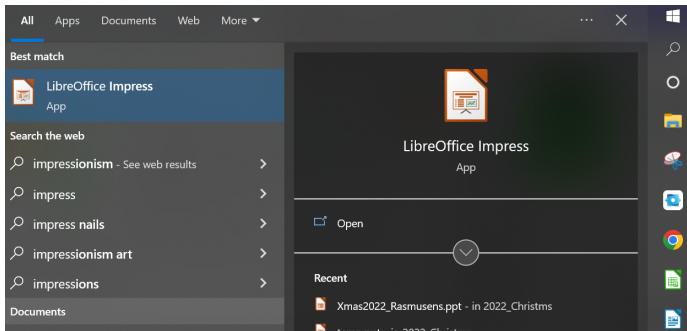 All Apps Documents Web More
Best match
LibreOffice Impress
App
Search the web
impressionism - See web results
impress
impress nails
impressionism art
impressions
Documents
LibreOffice Impress
App
Open
Recent
Xmas2022_Rasmusens.ppt - in 2022_Christms